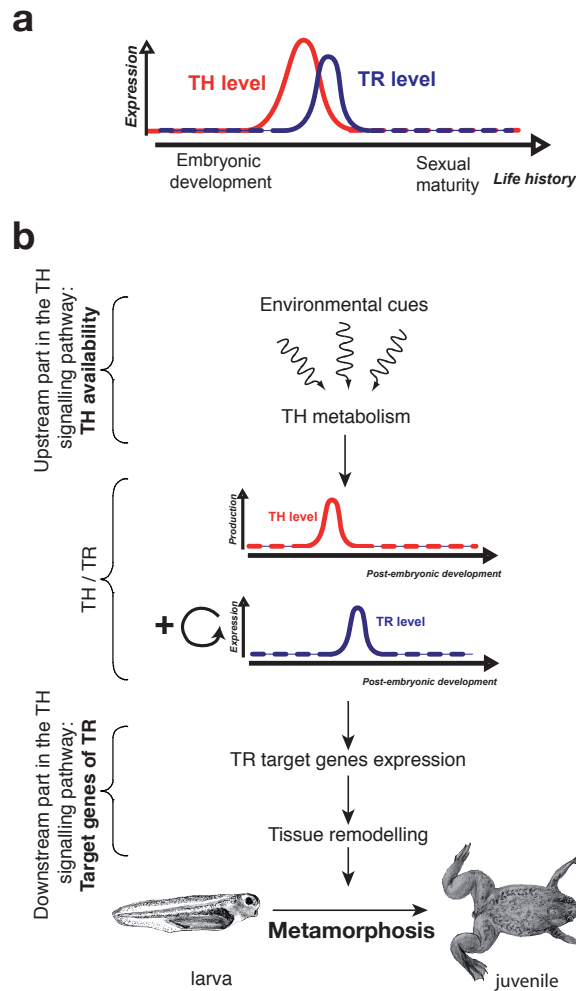 a
Expression
TH level
TR level
Embryonic
development
Sexual
maturity
Life history
b
Upstream part in the TH
signalling pathway:
TH availability
Environmental cues
TH metabolism
TH / TR
Production
TH level
Post-embryonic development
+
Expression
TR level
Post-embryonic development
Downstream part in the TH
signalling pathway:
Target genes of TR
TR target genes expression
Tissue remodelling
Metamorphosis
larva
juvenile